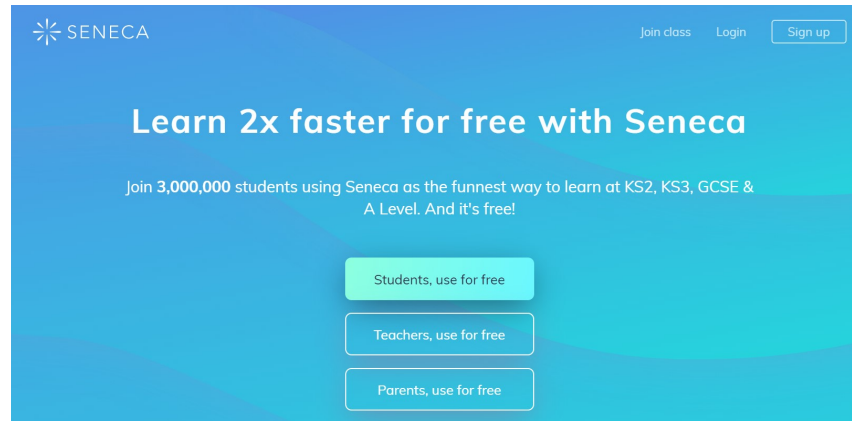 SENECA
Join class Login Sign up
Learn 2x faster for free with Seneca
Join 3,000,000 students using Seneca as the funnest way to learn at KS2, KS3, GCSE &
A Level. And it's free!
Students, use for free
Teachers, use for free
Parents, use for free